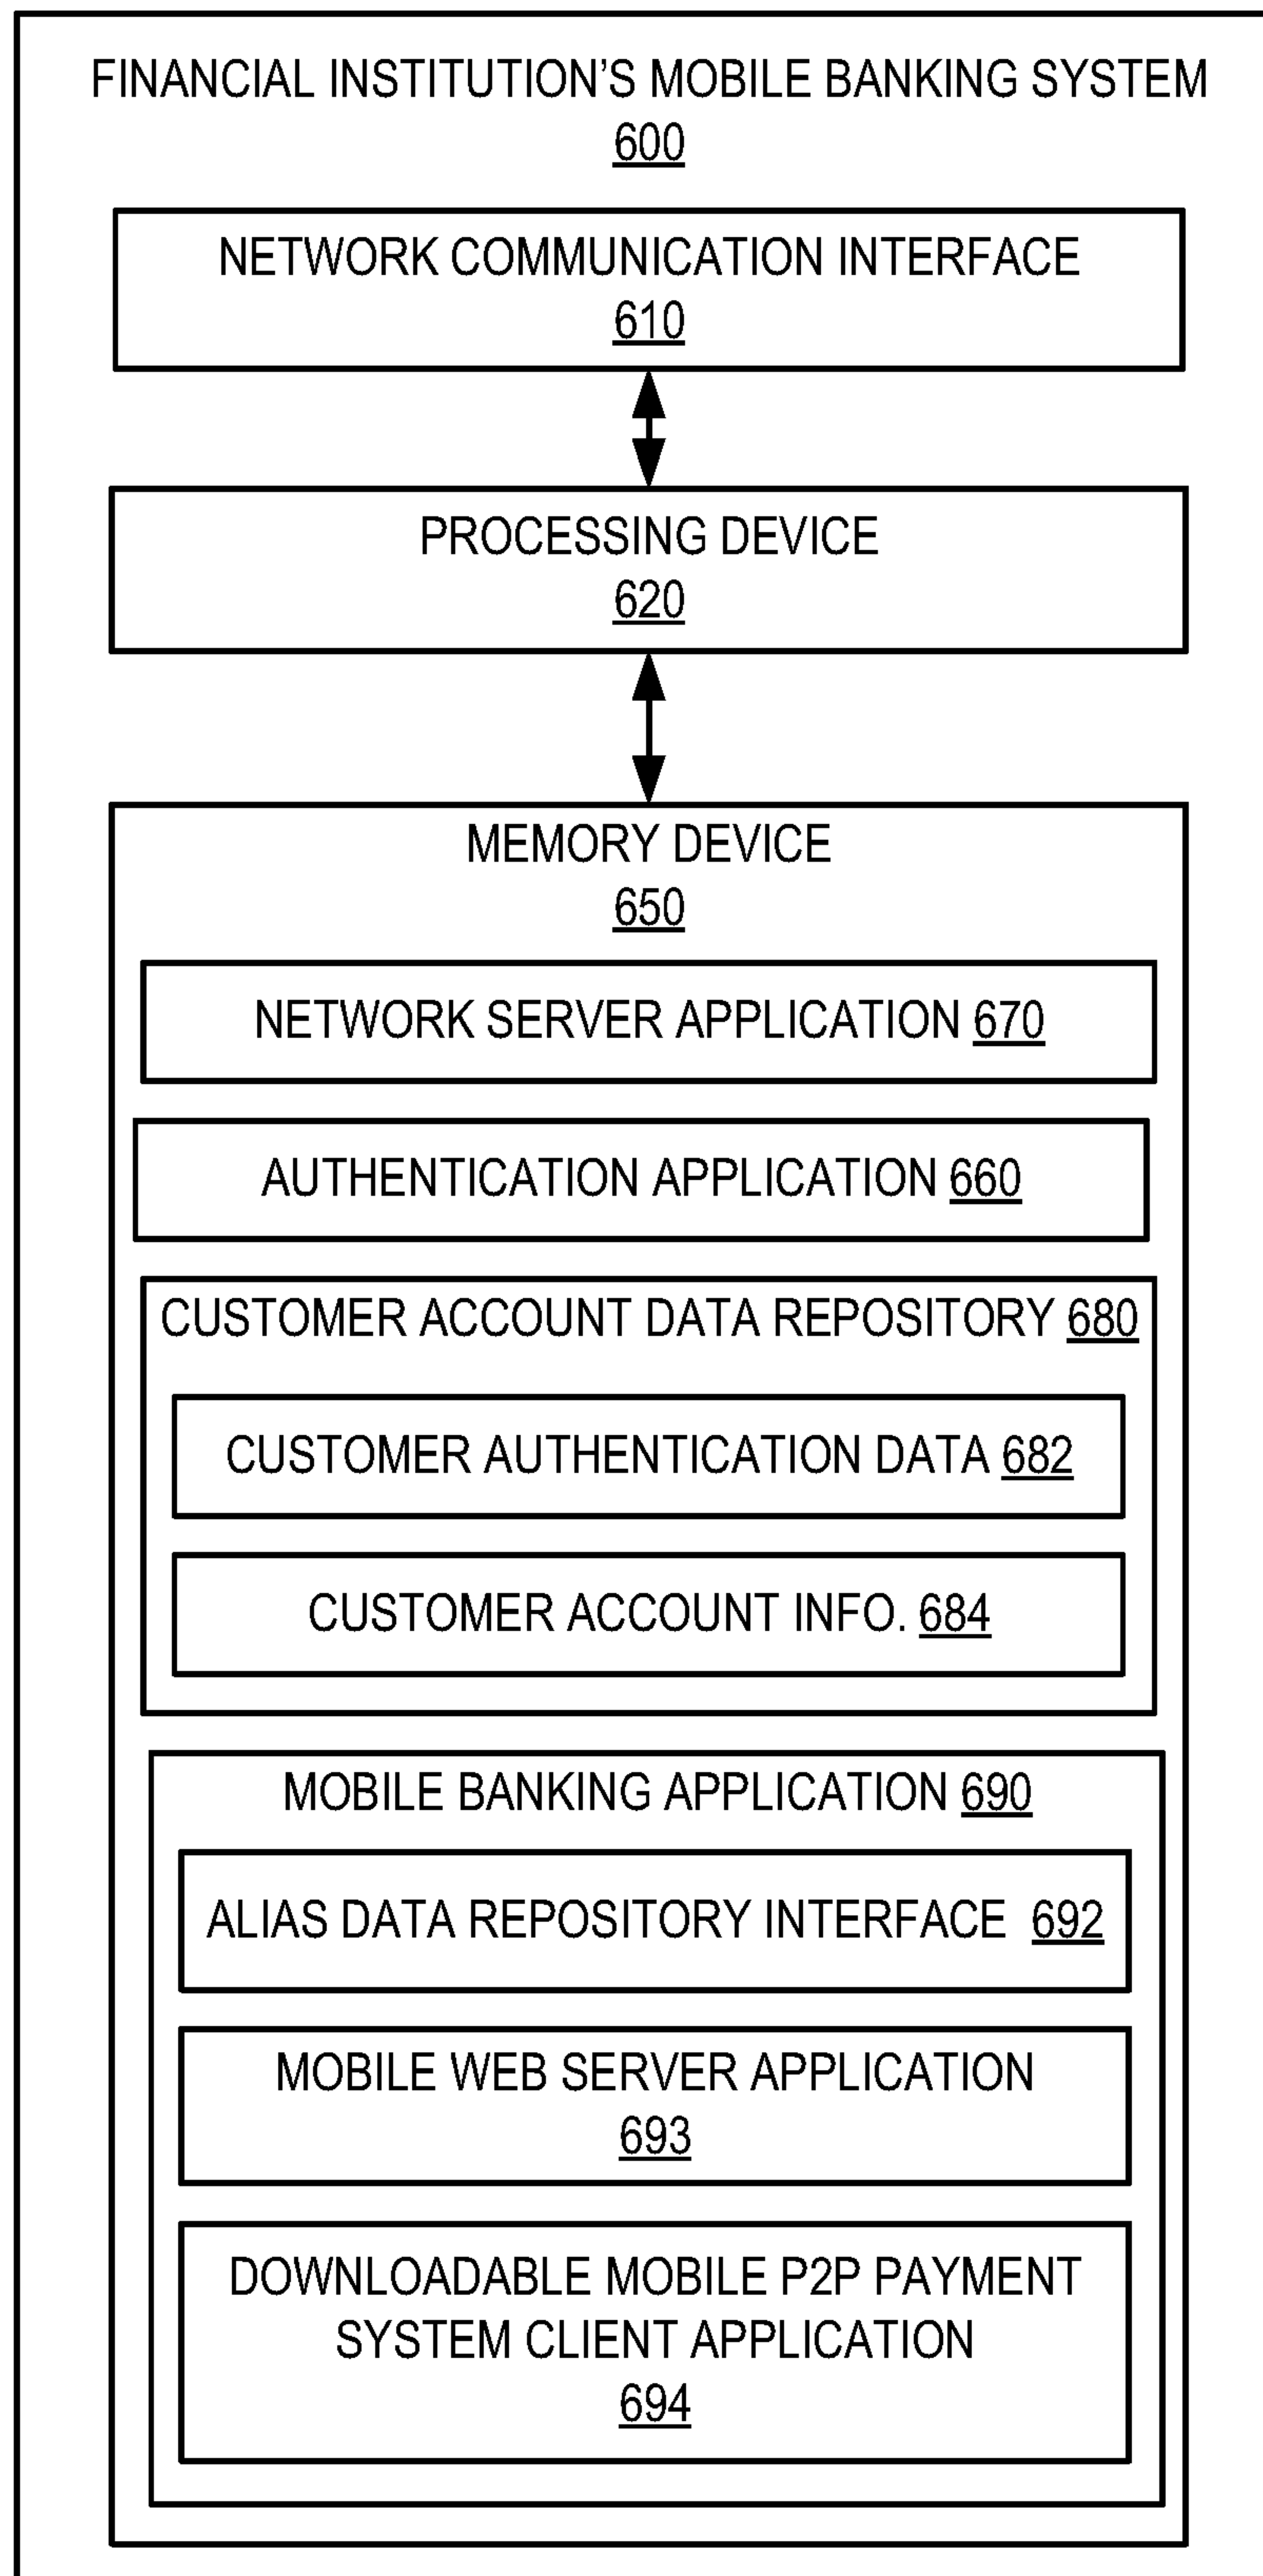 FINANCIAL INSTITUTION'S MOBILE BANKING SYSTEM
600
NETWORK COMMUNICATION INTERFACE
610
PROCESSING DEVICE
620
MEMORY DEVICE
650
NETWORK SERVER APPLICATION 670
AUTHENTICATION APPLICATION 660
CUSTOMER ACCOUNT DATA REPOSITORY 680
CUSTOMER AUTHENTICATION DATA 682
CUSTOMER ACCOUNT INFO. 684
MOBILE BANKING APPLICATION 690
ALIAS DATA REPOSITORY INTERFACE 692
MOBILE WEB SERVER APPLICATION
693
DOWNLOADABLE MOBILE P2P PAYMENT
SYSTEM CLIENT APPLICATION
694